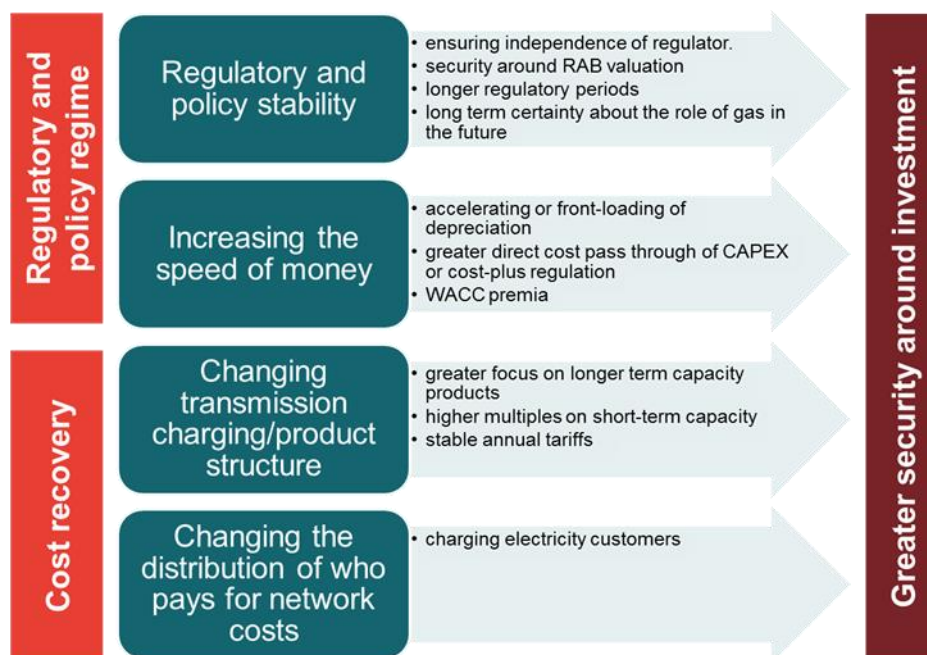 Regulatory and
policy regime
Regulatory and
policy stability
• ensuring independence of regulator.
• security around RAB valuation
• longer regulatory periods
• long term certainty about the role of gas in
the future
Increasing the
speed of money
• accelerating or front-loading of
depreciation
• greater direct cost pass through of CAPEX
or cost-plus regulation
• WACC premia
Cost recovery
Changing
transmission
charging/product
structure
• greater focus on longer term capacity
products
• higher multiples on short-term capacity
• stable annual tariffs
Changing the
distribution of who
pays for network
costs
• charging electricity customers
Greater security around investment